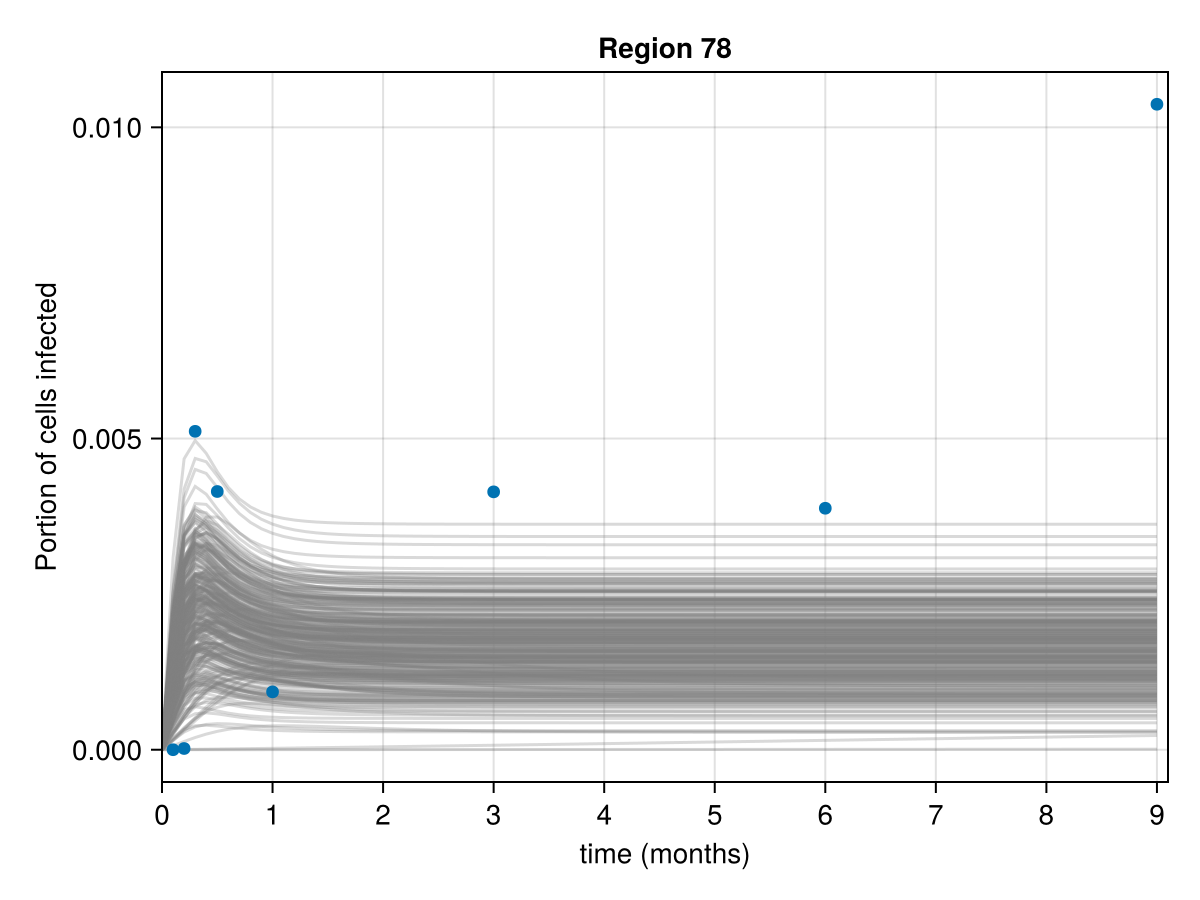 Region 78
0.010
0.005
0.000
Portion of cells infected
0 1 2 3 4 5 6 7 8 9
time (months)